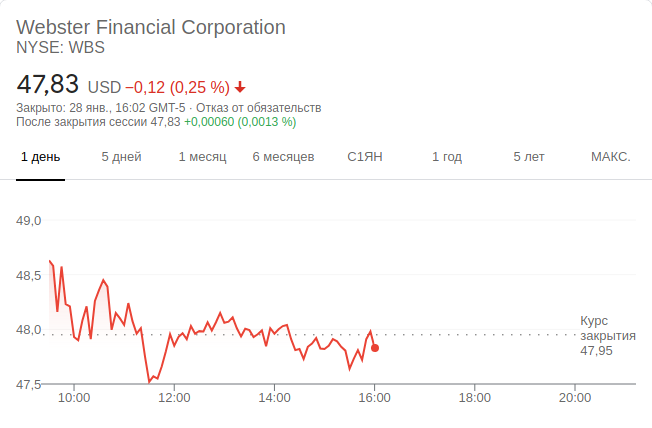 Webster Financial Corporation
NYSE: WBS
47,83 USD −0,12 (0,25 %)
Закрыто: 28 янв., 16:02 GMT-5 · Отказ от обязательств
После закрытия сессии 47,83 +0,00060 (0,0013 %)
1 день 5 дней 1 месяц 6 месяцев С1ЯН 1 год 5 лет МАКС.
49,0
48,5
48,0
47,5
Курс
закрытия
47,95
10:00 12:00 14:00 16:00 18:00 20:00